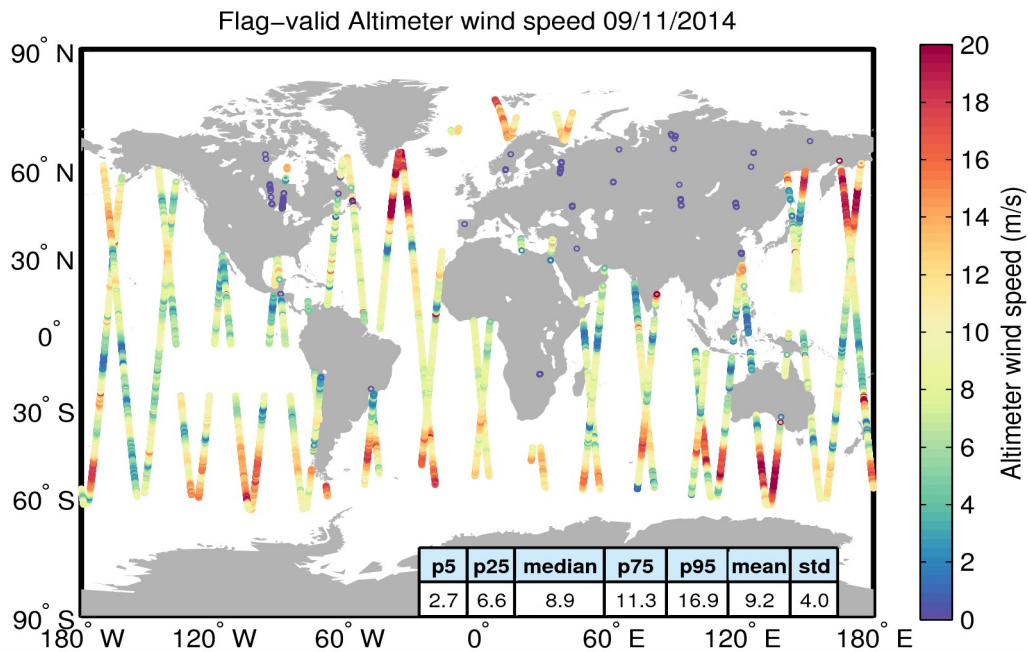 Flag−valid Altimeter wind speed 09/11/2014
90° N
60° N
30° N
0°
30° S
60° S
90° S
180° W
120° W
60° W
0°
60° E
120° E
180° E
p5 p25 median p75 p95 mean std
2.7 6.6 8.9 11.3 16.9 9.2 4.0
20
18
16
14
12
10
8
6
4
2
0
Altimeter wind speed (m/s)